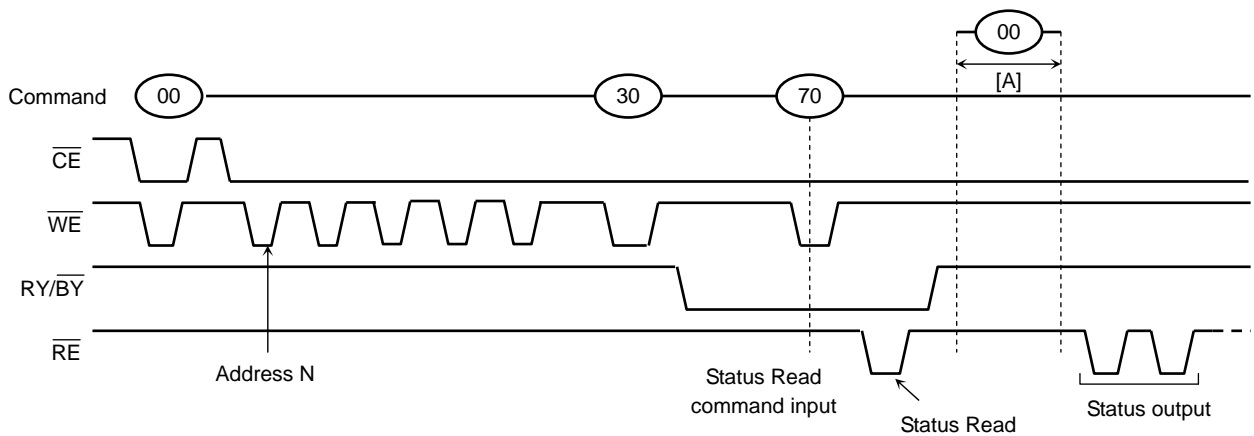 00
[A]
Command 00 30 70
CE
WE
RY/BY
RE
Address N
Status Read
command input
Status Read
Status output